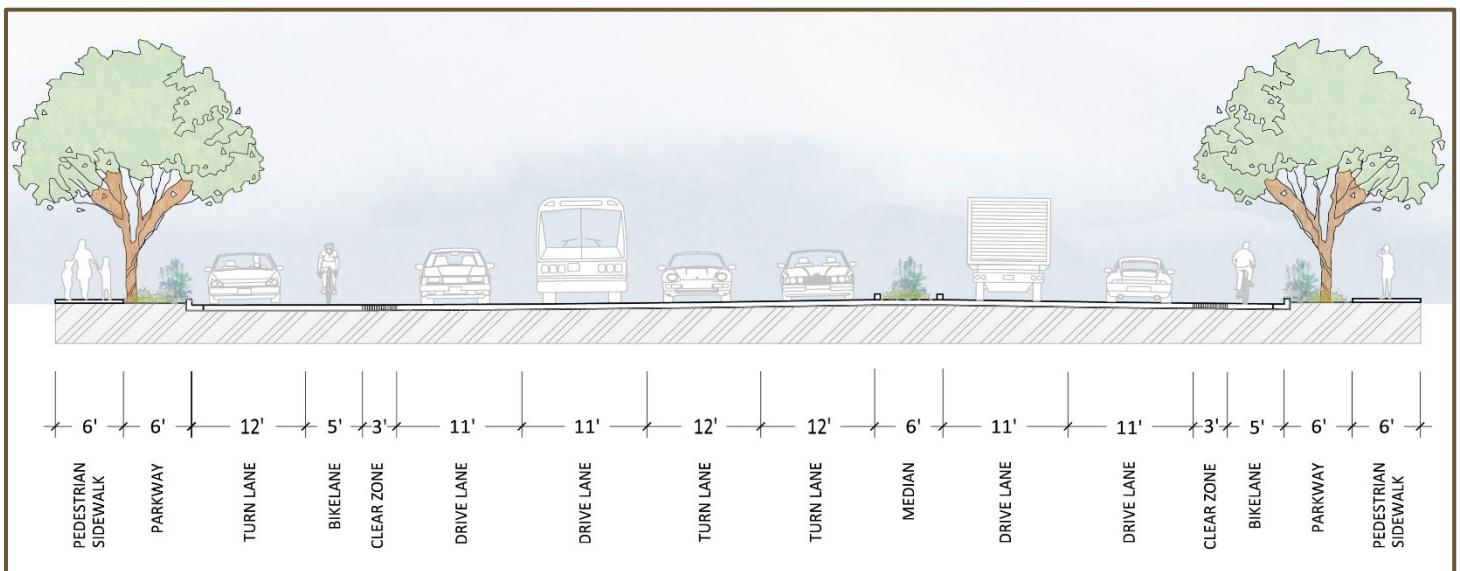 6' 6' 12' 5' 3' 11' 11' 12' 12' 6' 11' 11' 3' 5' 6' 6'
PEDESTRIAN
SIDEWALK
PARKWAY
TURN LANE
BIKELANE
CLEAR ZONE
DRIVE LANE
DRIVE LANE
TURN LANE
TURN LANE
MEDIAN
DRIVE LANE
DRIVE LANE
CLEAR ZONE
BIKELANE
PARKWAY
PEDESTRIAN
SIDEWALK